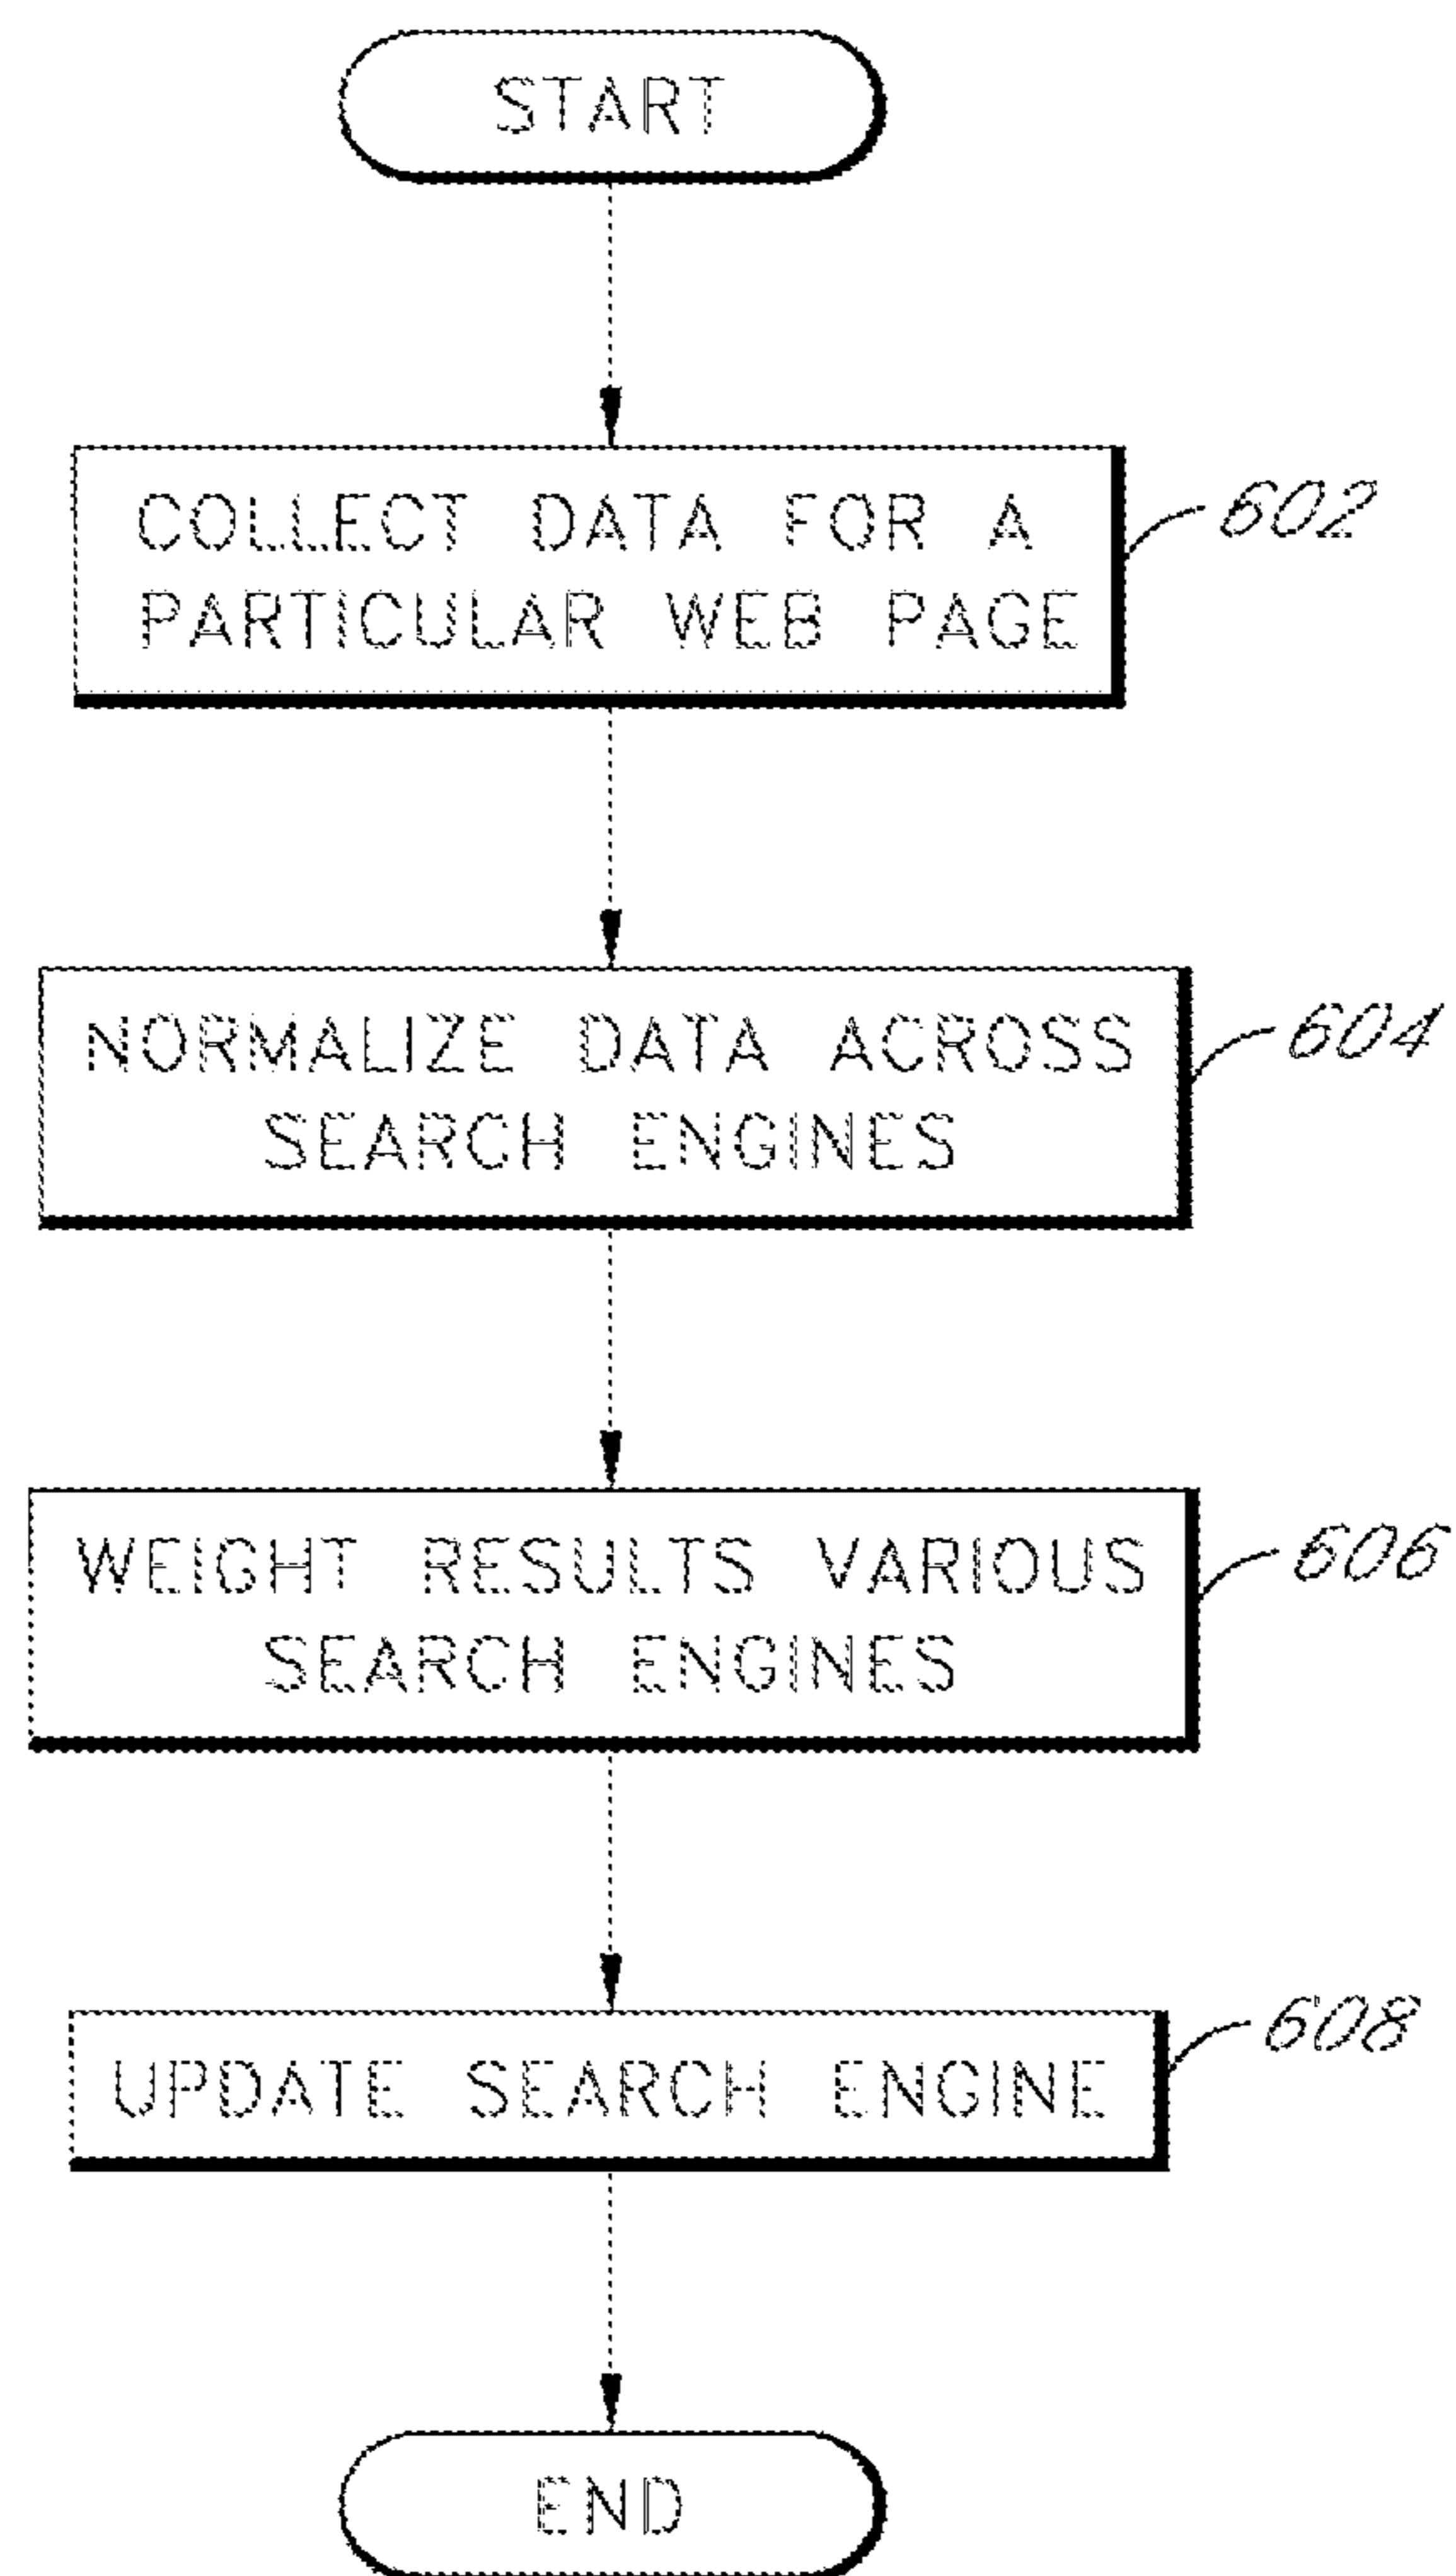 START
COLLECT DATA FOR A
PARTICULAR WEB PAGE
602
NORMALIZE DATA ACROSS
SEARCH ENGINES
604
WEIGHT RESULTS VARIOUS
SEARCH ENGINES
606
UPDATE SEARCH ENGINE
608
END